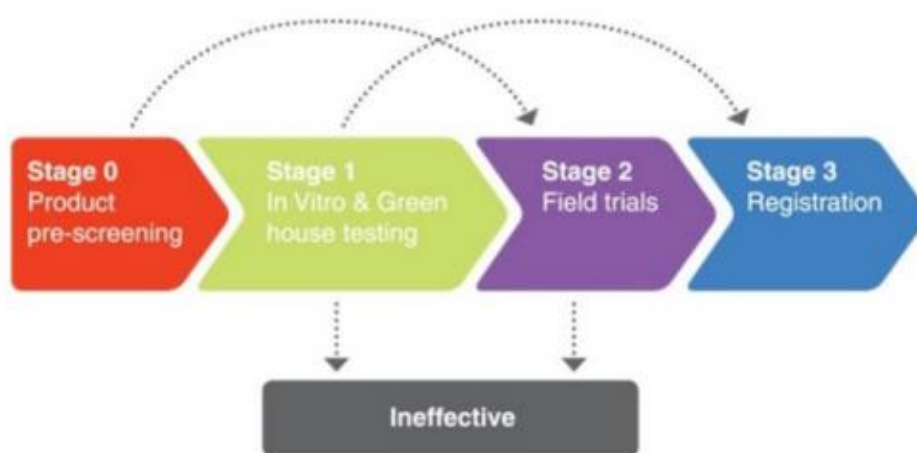 Stage 0
Product
pre-screening
Stage 1
In Vitro & Green
house testing
Stage 2
Field trials
Stage 3
Registration
Ineffective